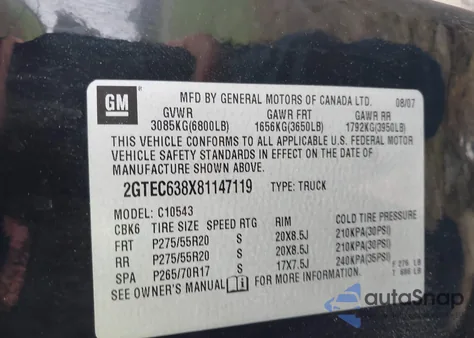 GM
MFD BY GENERAL MOTORS OF CANADA LTD. 08/07
GVWR GAWR FRT GAWR RR
3085KG(6800LB) 1656KG(3650LB) 1792KG(3950LB)
THIS VEHICLE CONFORMS TO ALL APPLICABLE U.S. FEDERAL MOTOR
VEHICLE SAFETY STANDARDS IN EFFECT ON THE DATE OF
MANUFACTURE SHOWN ABOVE.
2GTEC638X81147119 TYPE: TRUCK
MODEL: C10543
CBK6 TIRE SIZE SPEED RTG RIM COLD TIRE PRESSURE
FRT P275/55R20 S 20X8.5J 210KPA(30PSI)
RR P275/55R20 S 20X8.5J 210KPA(30PSI)
SPA P265/70R17 S 17X7.5J 240KPA(35PSI)
SEE OWNER'S MANUAL FOR MORE INFORMATION.
F 276 LB
T 686 LB
autoSnap